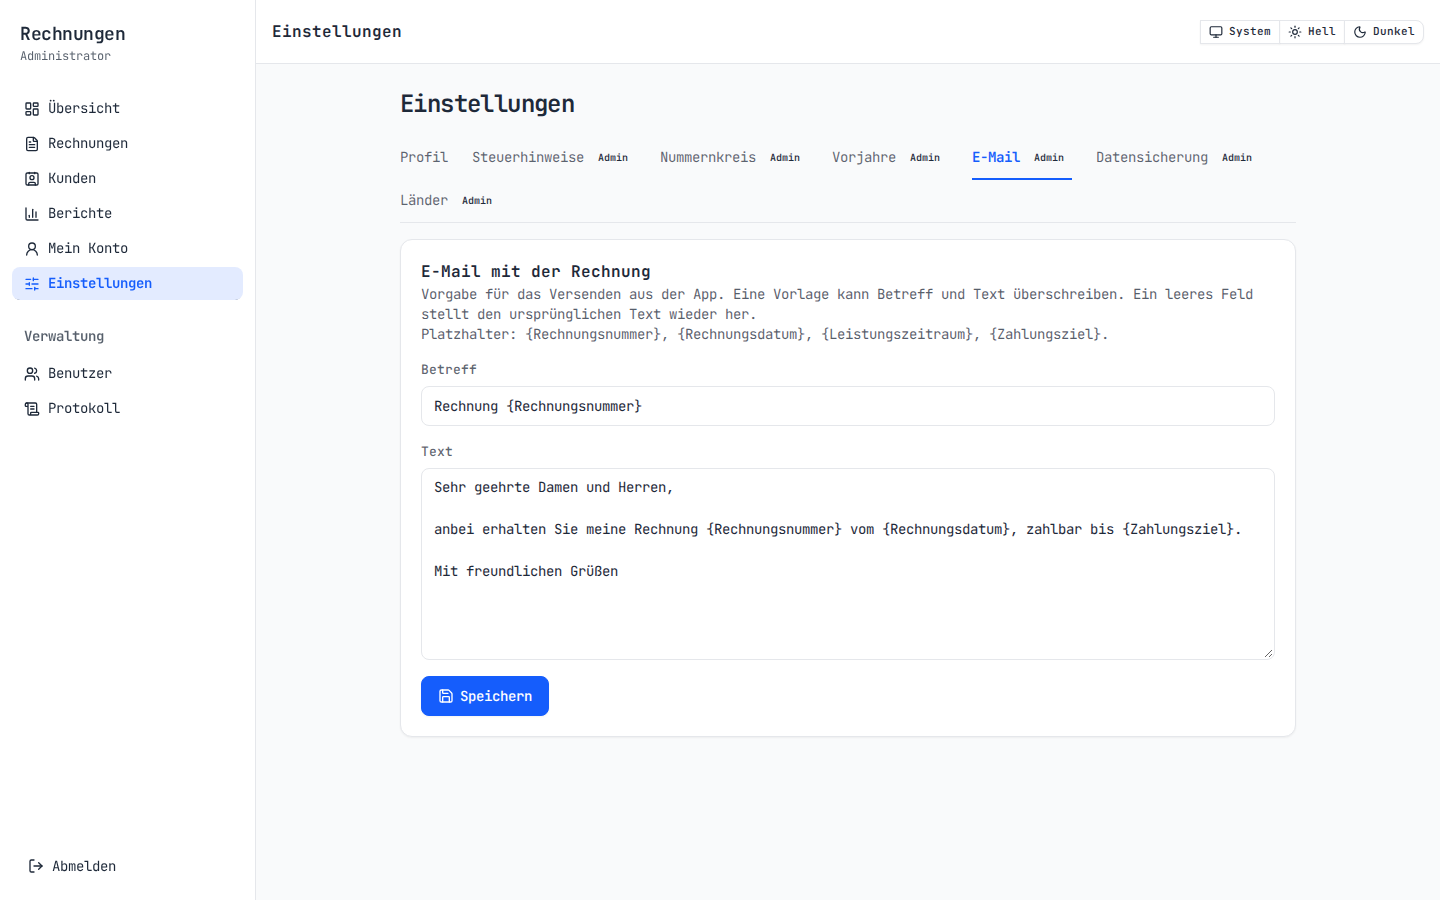 Rechnungen
Administrator
Übersicht
Rechnungen
Kunden
Berichte
Mein Konto
Einstellungen
Verwaltung
Benutzer
Protokoll
Abmelden
Einstellungen
System
Hell
Dunkel
Einstellungen
Profil
Steuerhinweise Admin
Nummernkreis Admin
Vorjahre Admin
E-Mail Admin
Datensicherung Admin
Länder Admin
E-Mail mit der Rechnung
Vorgabe für das Versenden aus der App. Eine Vorlage kann Betreff und Text überschreiben. Ein leeres Feld
stellt den ursprünglichen Text wieder her.
Platzhalter: {Rechnungsnummer}, {Rechnungsdatum}, {Leistungszeitraum}, {Zahlungsziel}.
Betreff
Rechnung {Rechnungsnummer}
Text
Sehr geehrte Damen und Herren,
anbei erhalten Sie meine Rechnung {Rechnungsnummer} vom {Rechnungsdatum}, zahlbar bis {Zahlungsziel}.
Mit freundlichen Grüßen
Speichern